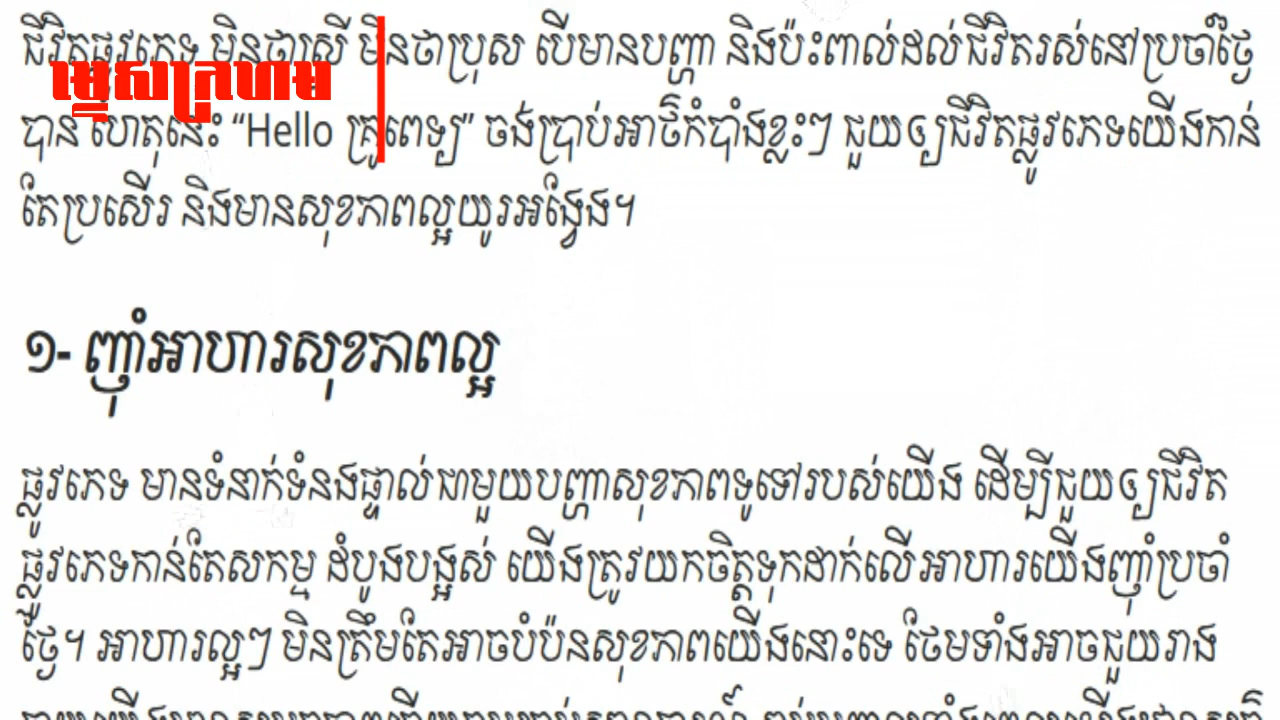 ជីវិតផ្លូវភេទ មិនថាស្រី មិនថាប្រុស បើមានបញ្ហា និងប៉ះពាល់ដល់ជីវិតរស់នៅប្រចាំថ្ងៃ
បាន ហេតុនេះ “Hello គ្រូពេទ្យ” ចង់ប្រាប់អាថ៌កំបាំងខ្លះៗ ជួយឲ្យជីវិតផ្លូវភេទយើងកាន់
តែប្រសើរ និងមានសុខភាពល្អយូរអង្វែង។
១- ញ៉ាំអាហារសុខភាពល្អ
ផ្លូវភេទ មានទំនាក់ទំនងផ្ទាល់ជាមួយបញ្ហាសុខភាពទូទៅរបស់យើង ដើម្បីជួយឲ្យជីវិត
ផ្លូវភេទកាន់តែសកម្ម ដំបូងបង្អស់ យើងត្រូវយកចិត្តទុកដាក់លើអាហារយើងញ៉ាំប្រចាំ
ថ្ងៃ។ អាហារល្អៗ មិនត្រឹមតែអាចបំប៉នសុខភាពយើងនោះទេ ថែមទាំងអាចជួយរាង